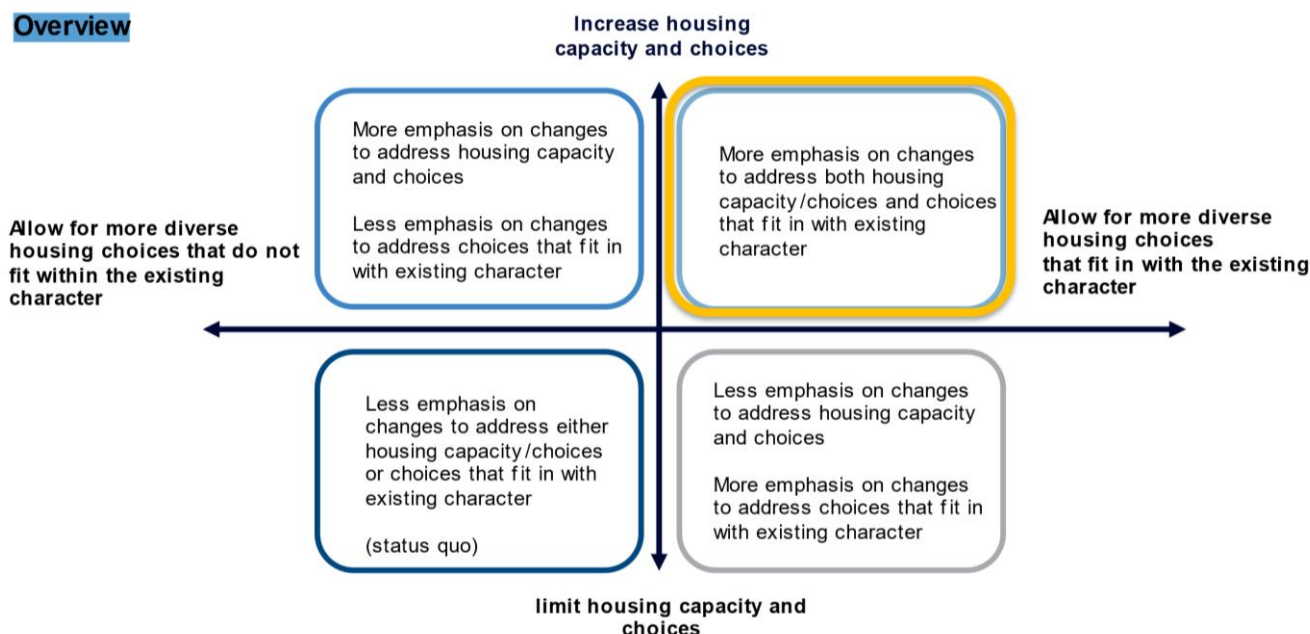 Overview
Increase housing
capacity and choices
More emphasis on changes
to address housing capacity
and choices
Less emphasis on changes
to address choices that fit in
with existing character
More emphasis on changes
to address both housing
capacity/choices and choices
that fit in with existing
character
Allow for more diverse
housing choices that do not
fit within the existing
character
Allow for more diverse
housing choices
that fit in with the existing
character
Less emphasis on
changes to address either
housing capacity/choices
or choices that fit in with
existing character
(status quo)
Less emphasis on changes
to address housing capacity
and choices
More emphasis on changes
to address choices that fit in
with existing character
limit housing capacity and
choices